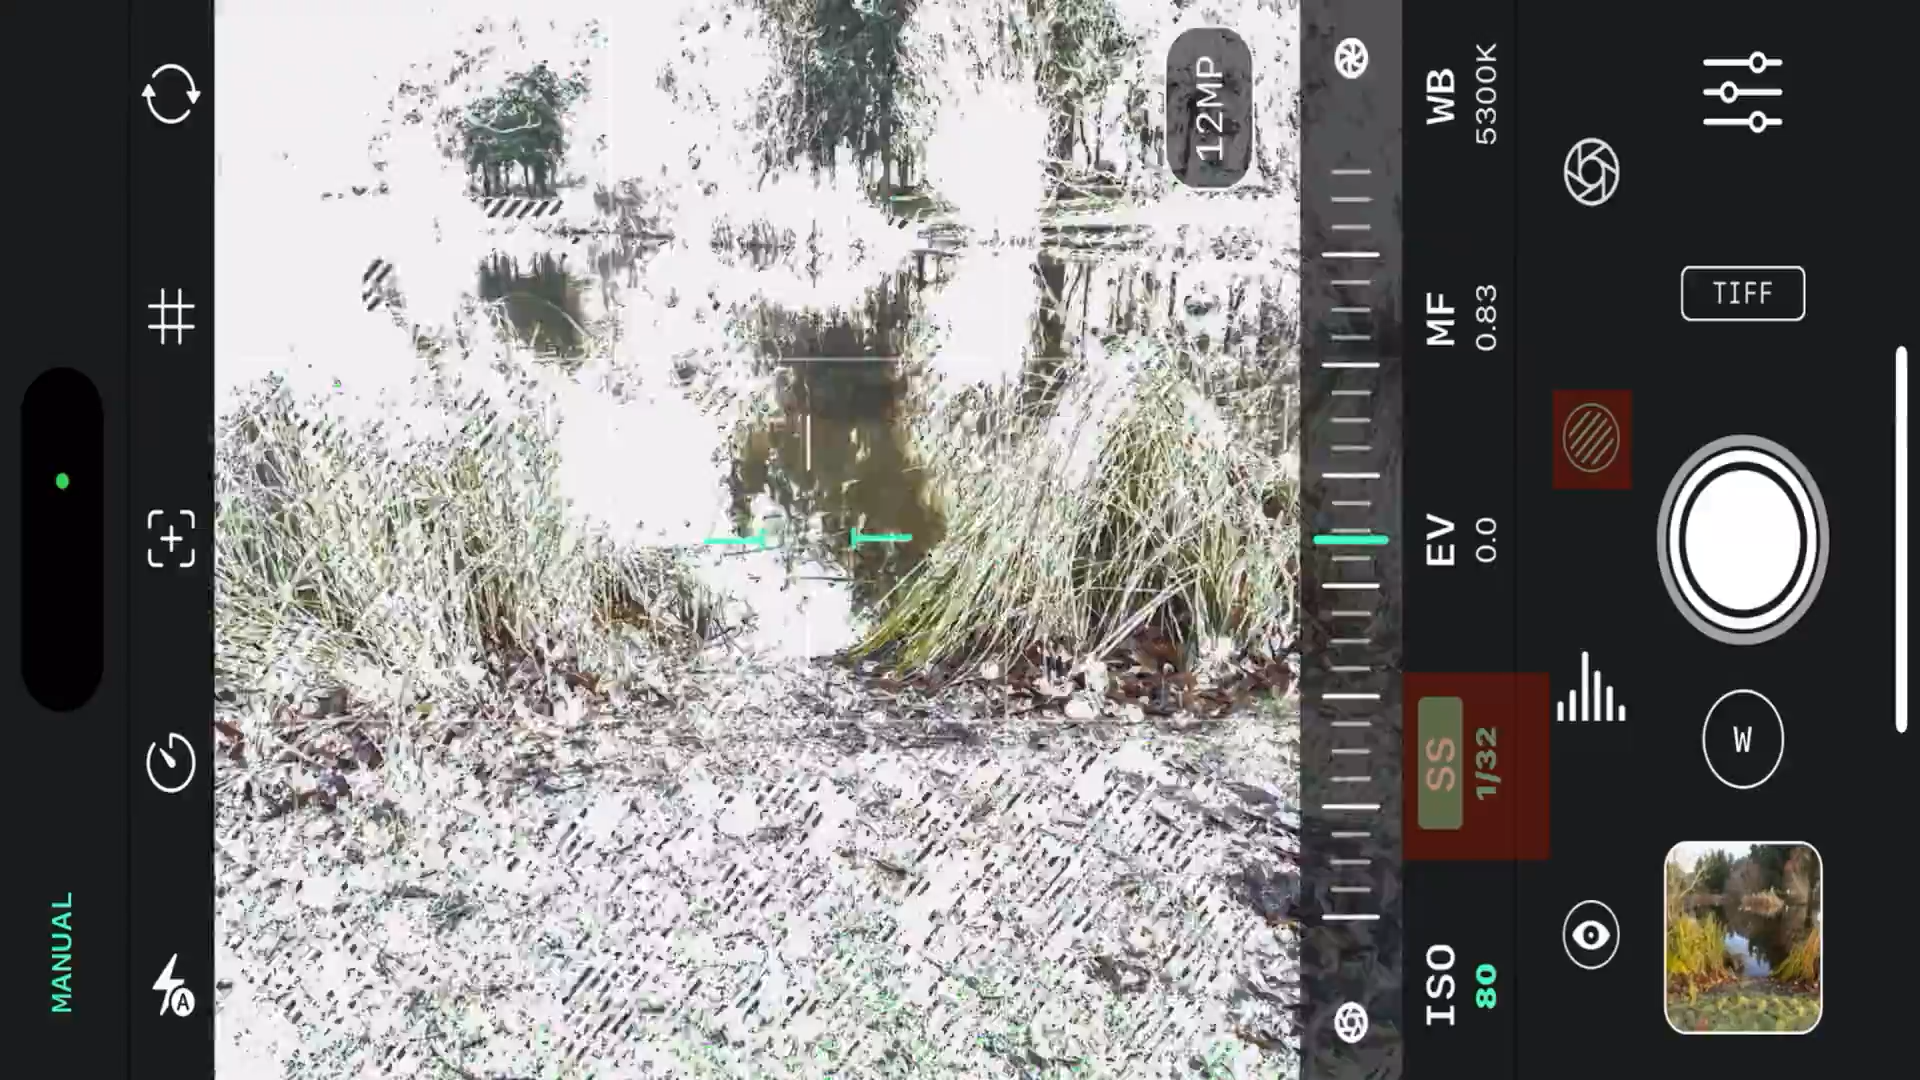 MANUAL
A
12MP
WB
5300K
MF
0.83
EV
0.0
SS
1/32
ISO
80
TIFF
W